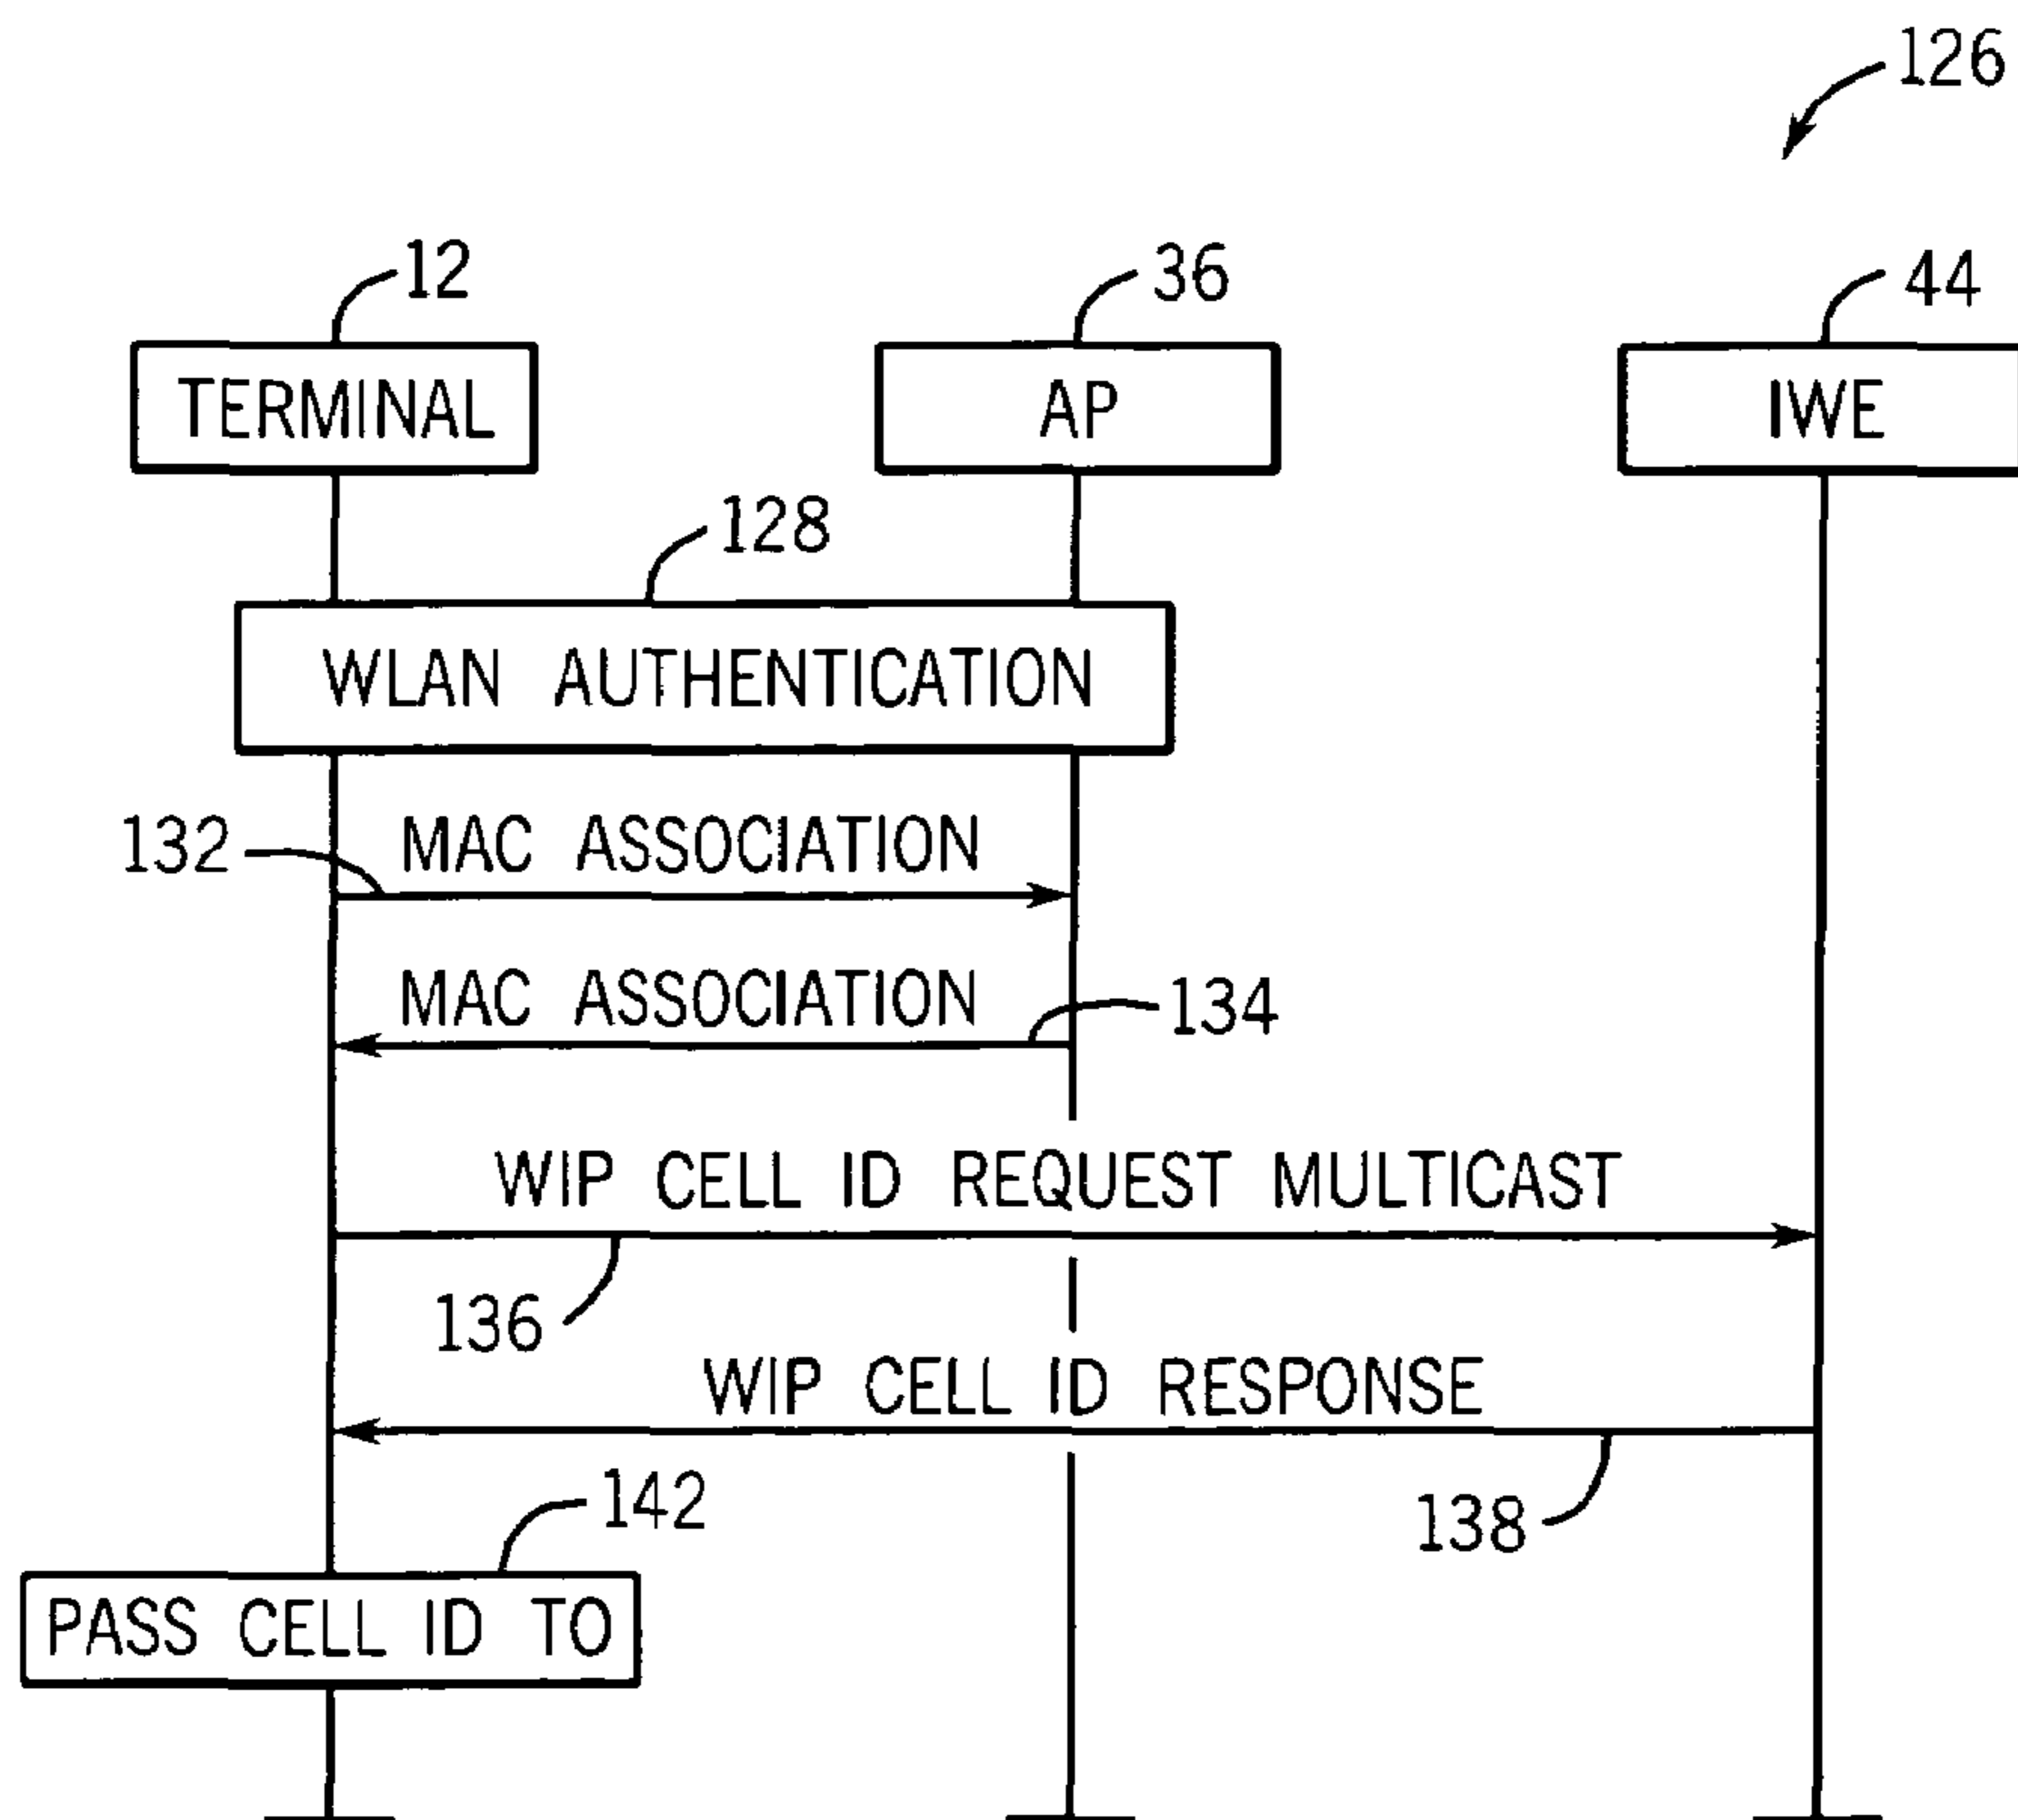 126
12
36
44
TERMINAL
AP
IWE
128
WLAN AUTHENTICATION
132
MAC ASSOCIATION
MAC ASSOCIATION
134
WIP CELL ID REQUEST MULTICAST
136
WIP CELL ID RESPONSE
138
142
PASS CELL ID TO